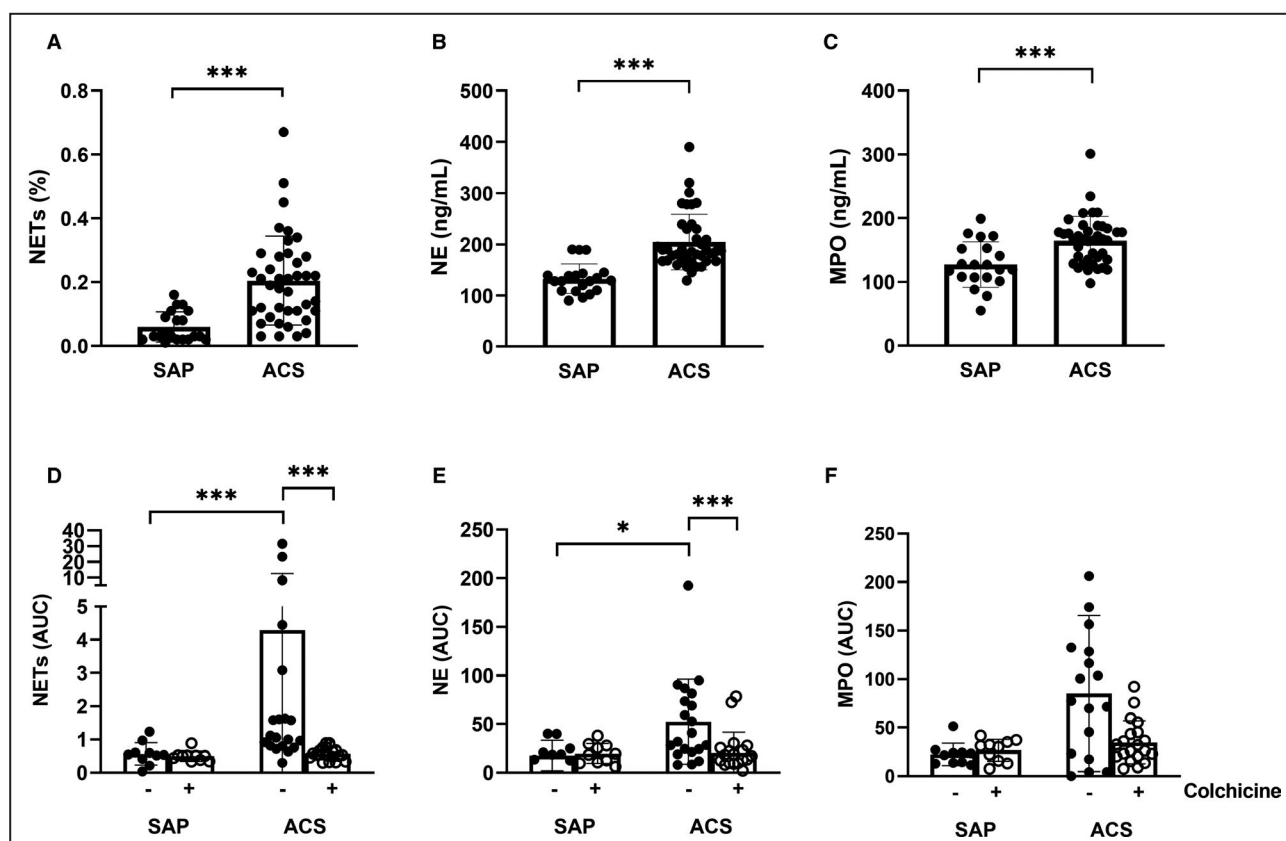 A
B
C
***
***
***
0.8
0.6
0.4
0.2
0.0
NETs (%)
SAP
ACS
500
400
300
200
100
0
NE (ng/mL)
SAP
ACS
400
300
200
100
0
MPO (ng/mL)
SAP
ACS
D
E
F
***
***
40
30
20
10
5
4
3
2
1
0
NETs (AUC)
- + - +
SAP
ACS
*
***
250
200
150
100
50
0
NE (AUC)
- + - +
SAP
ACS
250
200
150
100
50
0
MPO (AUC)
- + - + Colchicine
SAP
ACS